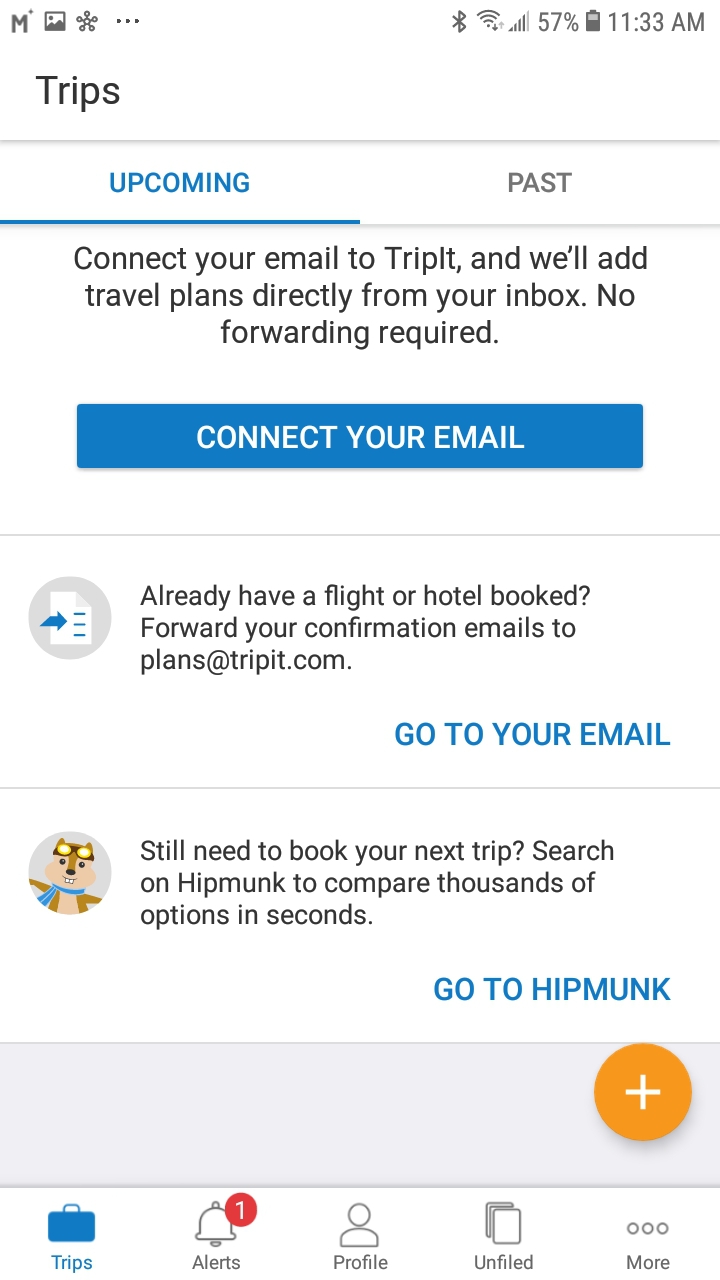 57% 11:33 AM
Trips
UPCOMING PAST
Connect your email to TripIt, and we’ll add
travel plans directly from your inbox. No
forwarding required.
CONNECT YOUR EMAIL
Already have a flight or hotel booked?
Forward your confirmation emails to
plans@tripit.com.
GO TO YOUR EMAIL
Still need to book your next trip? Search
on Hipmunk to compare thousands of
options in seconds.
GO TO HIPMUNK
1
Trips Alerts Profile Unfiled More